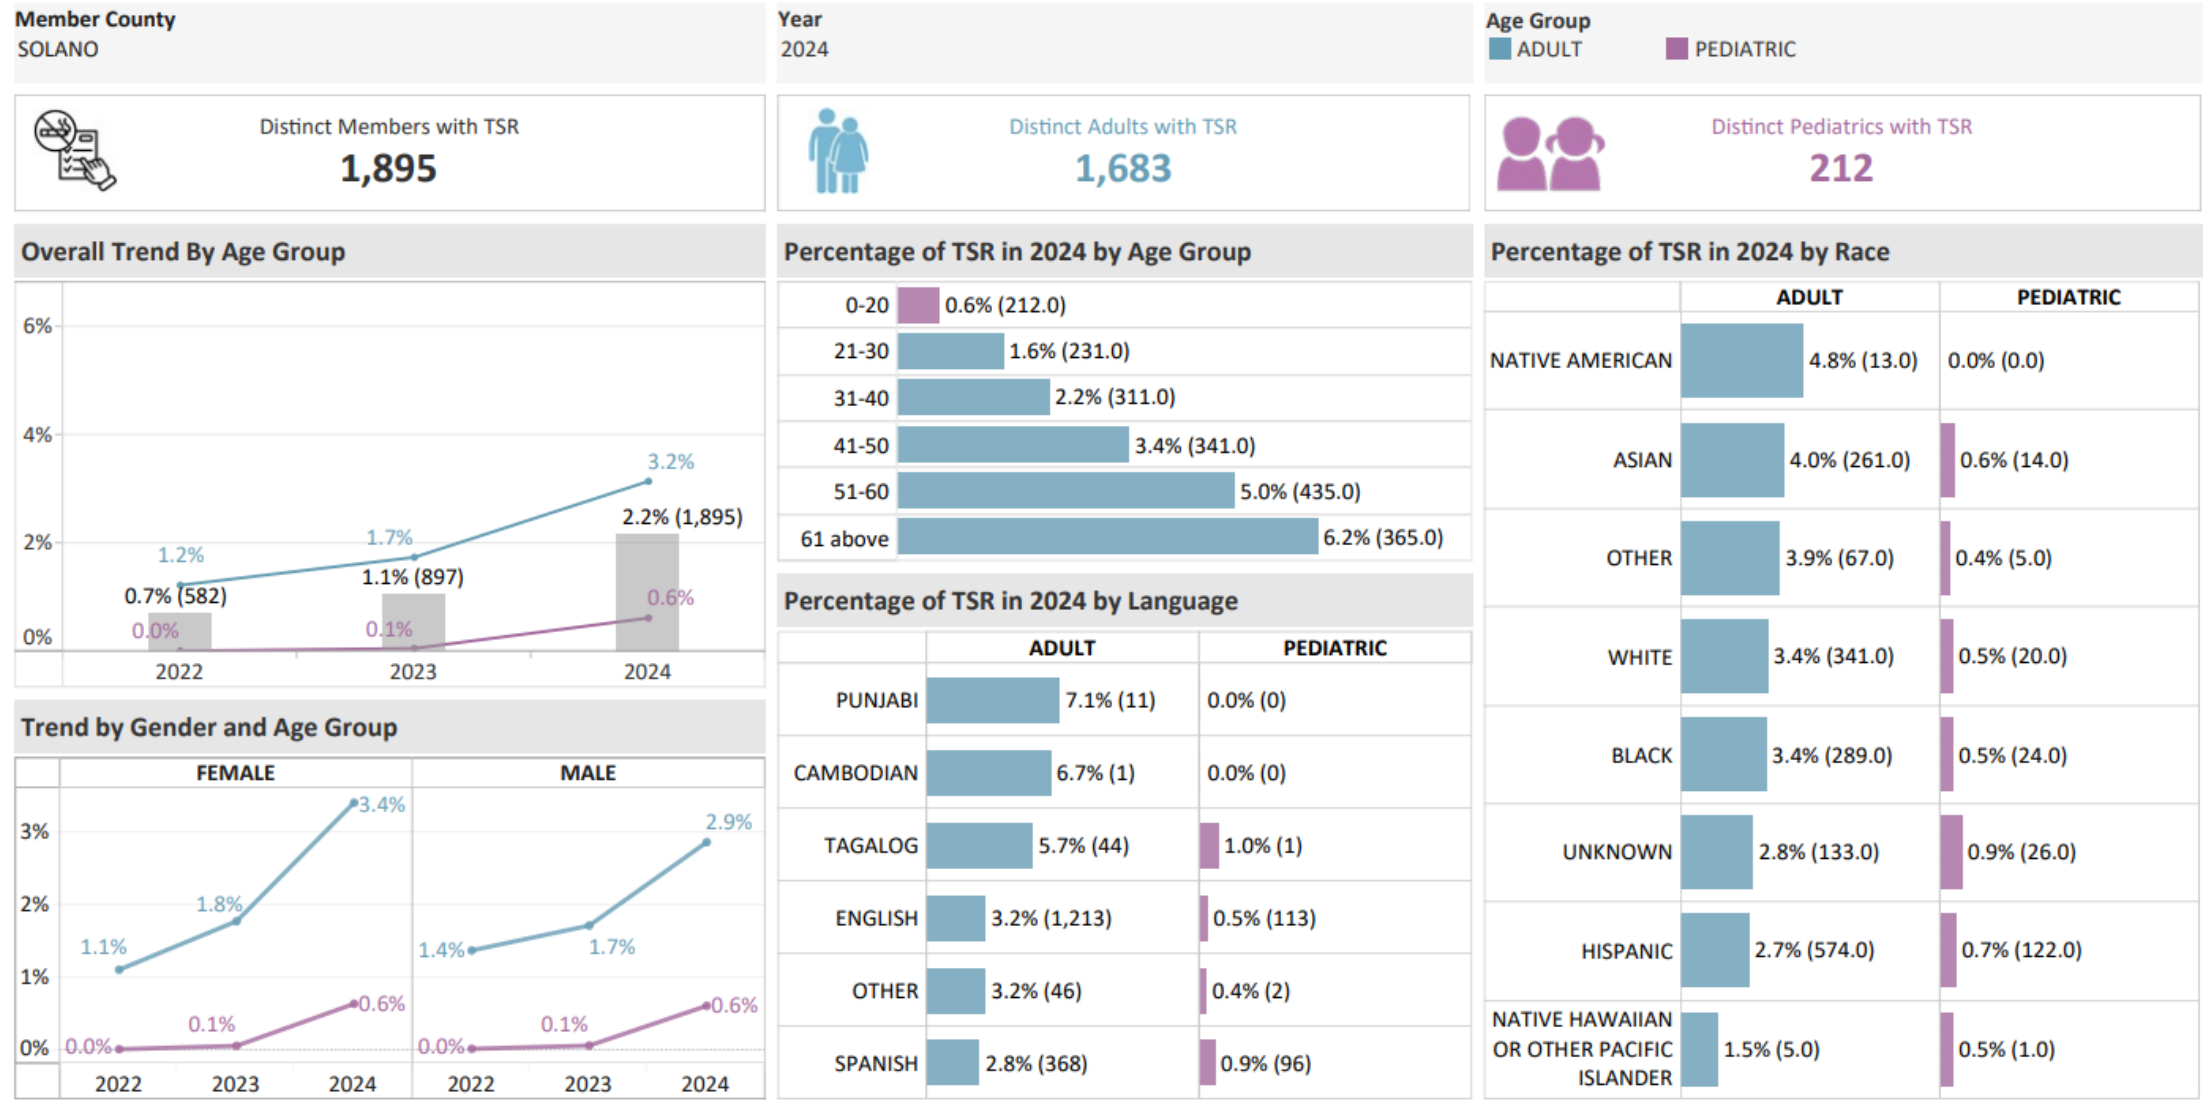 Member County
SOLANO
Year
2024
Age Group
ADULT
PEDIATRIC
Distinct Members with TSR
1,895
Distinct Adults with TSR
1,683
Distinct Pediatrics with TSR
212
Overall Trend By Age Group
6%
4%
2%
0%
1.2%
1.7%
3.2%
0.7% (582)
1.1% (897)
2.2% (1,895)
0.0%
0.1%
0.6%
2022
2023
2024
Trend by Gender and Age Group
FEMALE
MALE
3%
2%
1%
0%
1.1%
1.8%
3.4%
0.0%
0.1%
0.6%
1.4%
1.7%
2.9%
0.0%
0.1%
0.6%
2022
2023
2024
2022
2023
2024
Percentage of TSR in 2024 by Age Group
0-20
0.6% (212.0)
21-30
1.6% (231.0)
31-40
2.2% (311.0)
41-50
3.4% (341.0)
51-60
5.0% (435.0)
61 above
6.2% (365.0)
Percentage of TSR in 2024 by Language
ADULT
PEDIATRIC
PUNJABI
7.1% (11)
0.0% (0)
CAMBODIAN
6.7% (1)
0.0% (0)
TAGALOG
5.7% (44)
1.0% (1)
ENGLISH
3.2% (1,213)
0.5% (113)
OTHER
3.2% (46)
0.4% (2)
SPANISH
2.8% (368)
0.9% (96)
Percentage of TSR in 2024 by Race
ADULT
PEDIATRIC
NATIVE AMERICAN
4.8% (13.0)
0.0% (0.0)
ASIAN
4.0% (261.0)
0.6% (14.0)
OTHER
3.9% (67.0)
0.4% (5.0)
WHITE
3.4% (341.0)
0.5% (20.0)
BLACK
3.4% (289.0)
0.5% (24.0)
UNKNOWN
2.8% (133.0)
0.9% (26.0)
HISPANIC
2.7% (574.0)
0.7% (122.0)
NATIVE HAWAIIAN
OR OTHER PACIFIC
ISLANDER
1.5% (5.0)
0.5% (1.0)